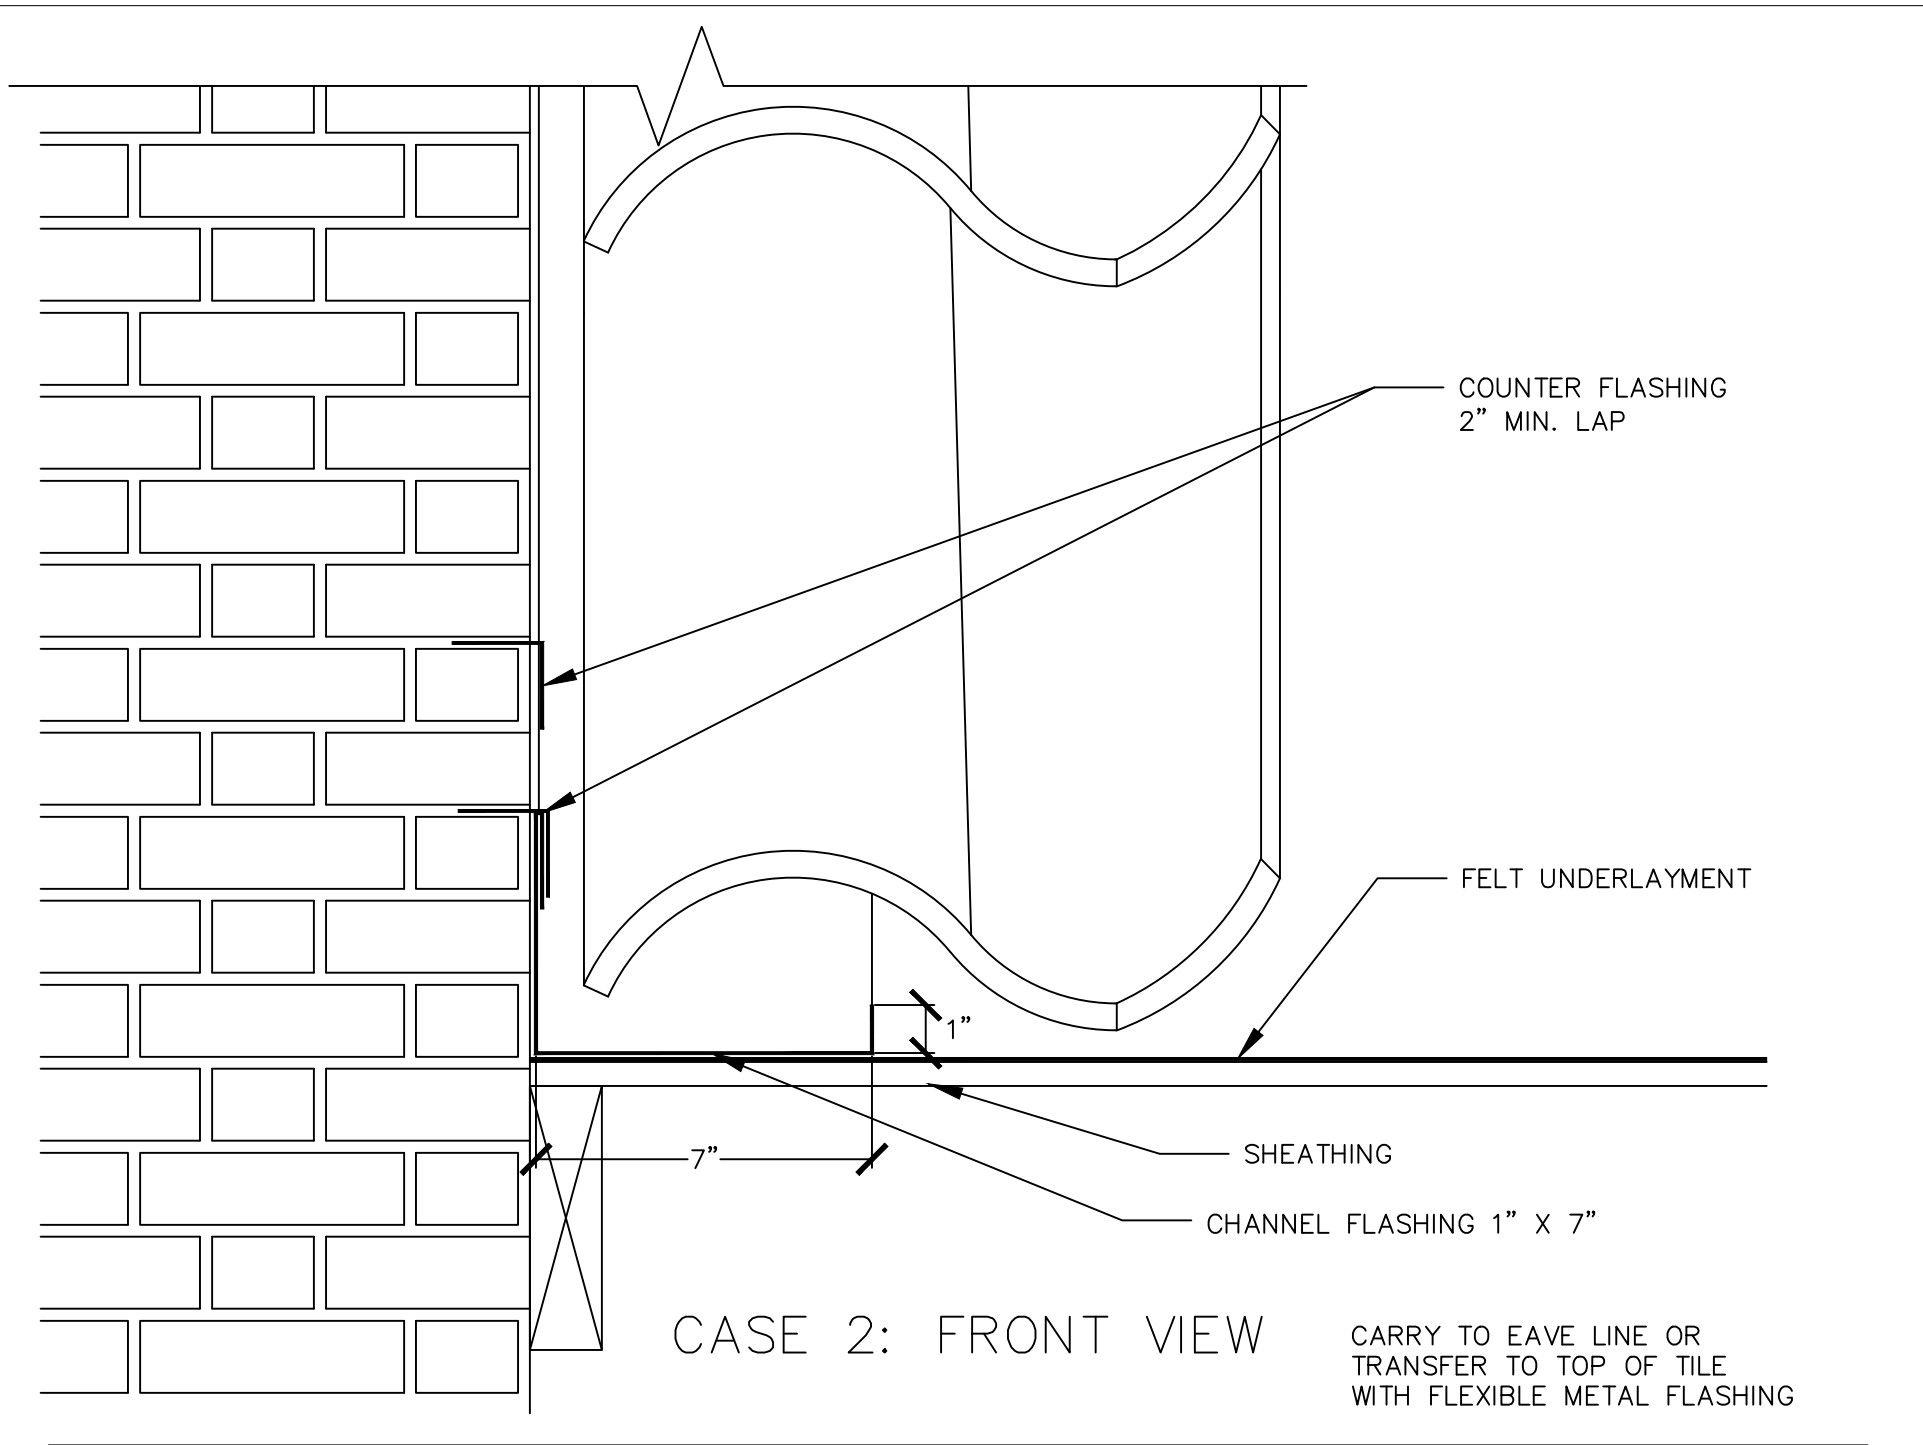 COUNTER FLASHING
2” MIN. LAP
FELT UNDERLAYMENT
1”
7”
SHEATHING
CHANNEL FLASHING 1” X 7”
CASE 2: FRONT VIEW
CARRY TO EAVE LINE OR
TRANSFER TO TOP OF TILE
WITH FLEXIBLE METAL FLASHING